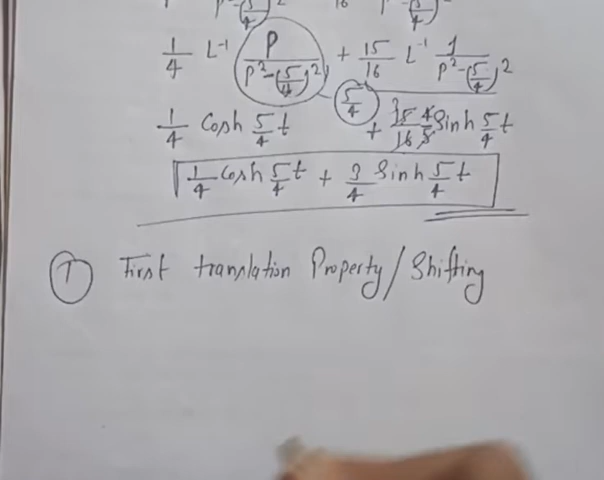 1/4 L⁻¹ p/(p² - (5/4)²) + 15/16 L⁻¹ 1/(p² - (5/4)²)
5/4
1/4 Cosh 5/4 t + 15/16 4/5 Sinh 5/4 t
1/4 Cosh 5/4 t + 3/4 Sinh 5/4 t
① First translation Property/Shifting